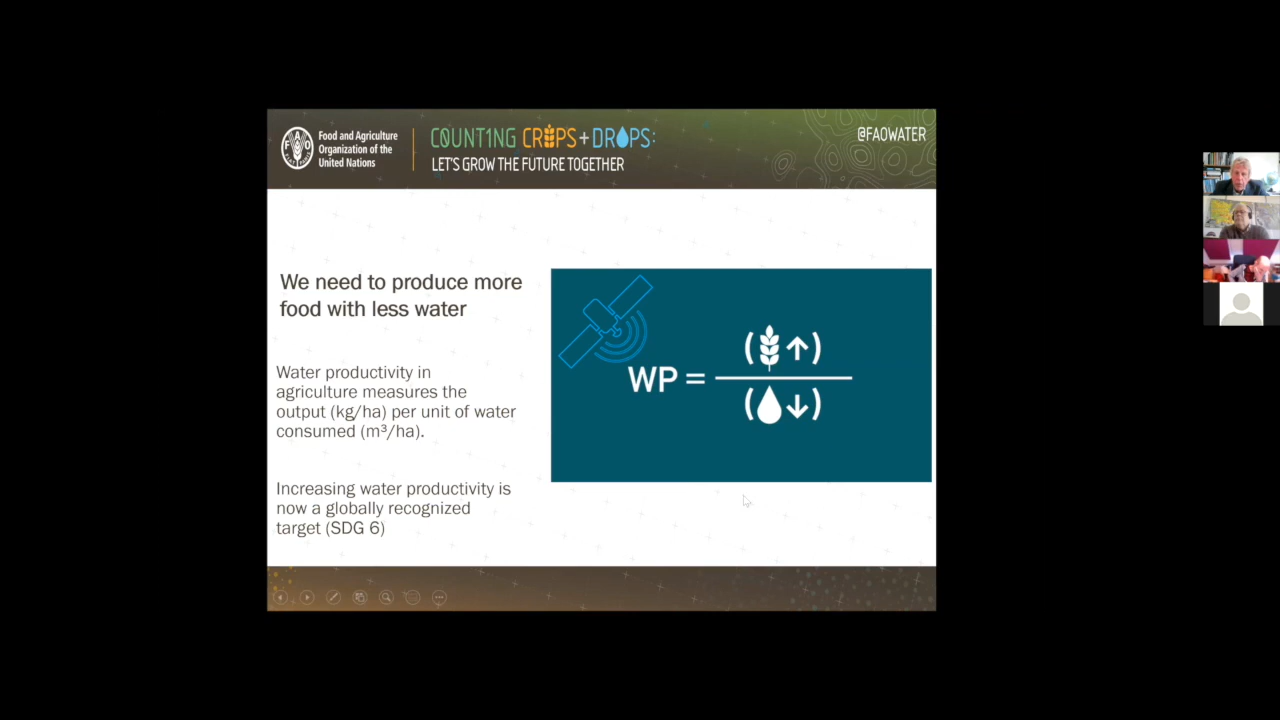 Food and Agriculture
Organization of the
United Nations
COUNT1NG CROPS + DROPS:
LET'S GROW THE FUTURE TOGETHER
@FAOWATER
We need to produce more
food with less water
Water productivity in
agriculture measures the
output (kg/ha) per unit of water
consumed (m³/ha).
Increasing water productivity is
now a globally recognized
target (SDG 6)
WP = ( ↑)
( ↓)